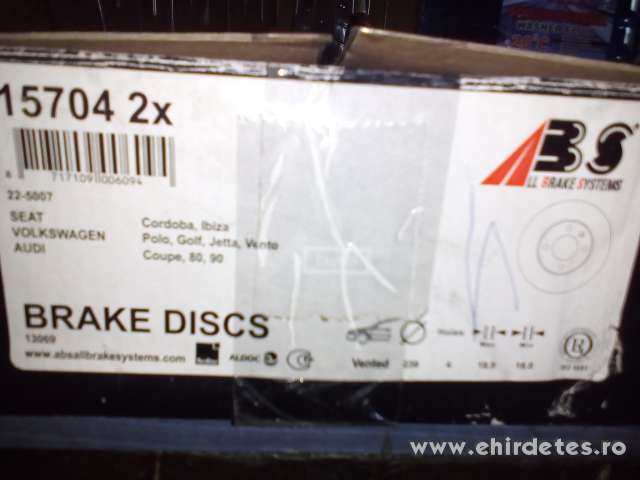 15704 2x
ABS
ALL BRAKE SYSTEMS
22-5007
SEAT Cordoba, Ibiza
VOLKSWAGEN Polo, Golf, Jetta, Vento
AUDI Coupe, 80, 90
BRAKE DISCS
13069
www.absallbrakesystems.com
Vented 4
R
www.ehirdetes.ro